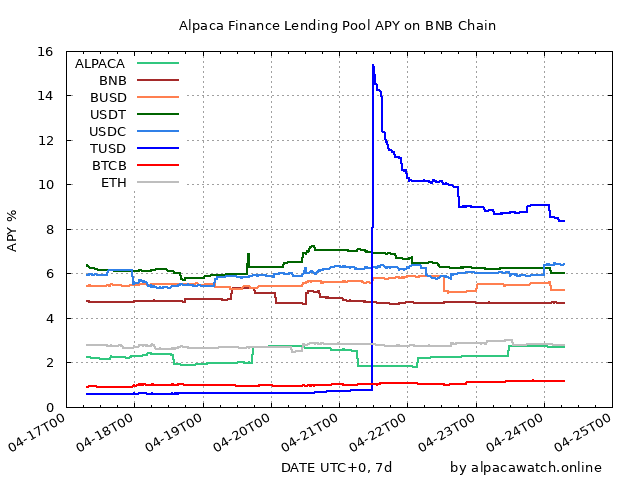 Alpaca Finance Lending Pool APY on BNB Chain
APY %
16
14
12
10
8
6
4
2
0
ALPACA
BNB
BUSD
USDT
USDC
TUSD
BTCB
ETH
04-17T00
04-18T00
04-19T00
04-20T00
04-21T00
04-22T00
04-23T00
04-24T00
04-25T00
DATE UTC+0, 7d
by alpacawatch.online